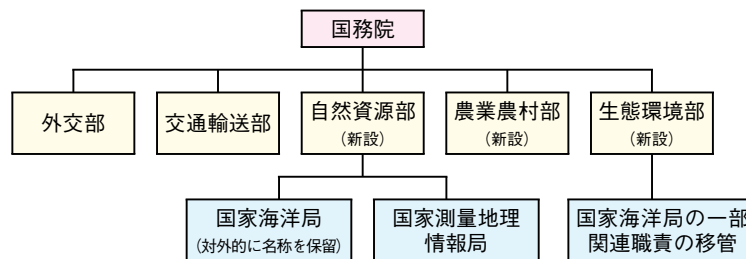 国務院
外交部
交通輸送部
自然資源部
（新設）
農業農村部
（新設）
生態環境部
（新設）
国家海洋局
（対外的に名称を保留）
国家測量地理
情報局
国家海洋局の一部
関連職責の移管